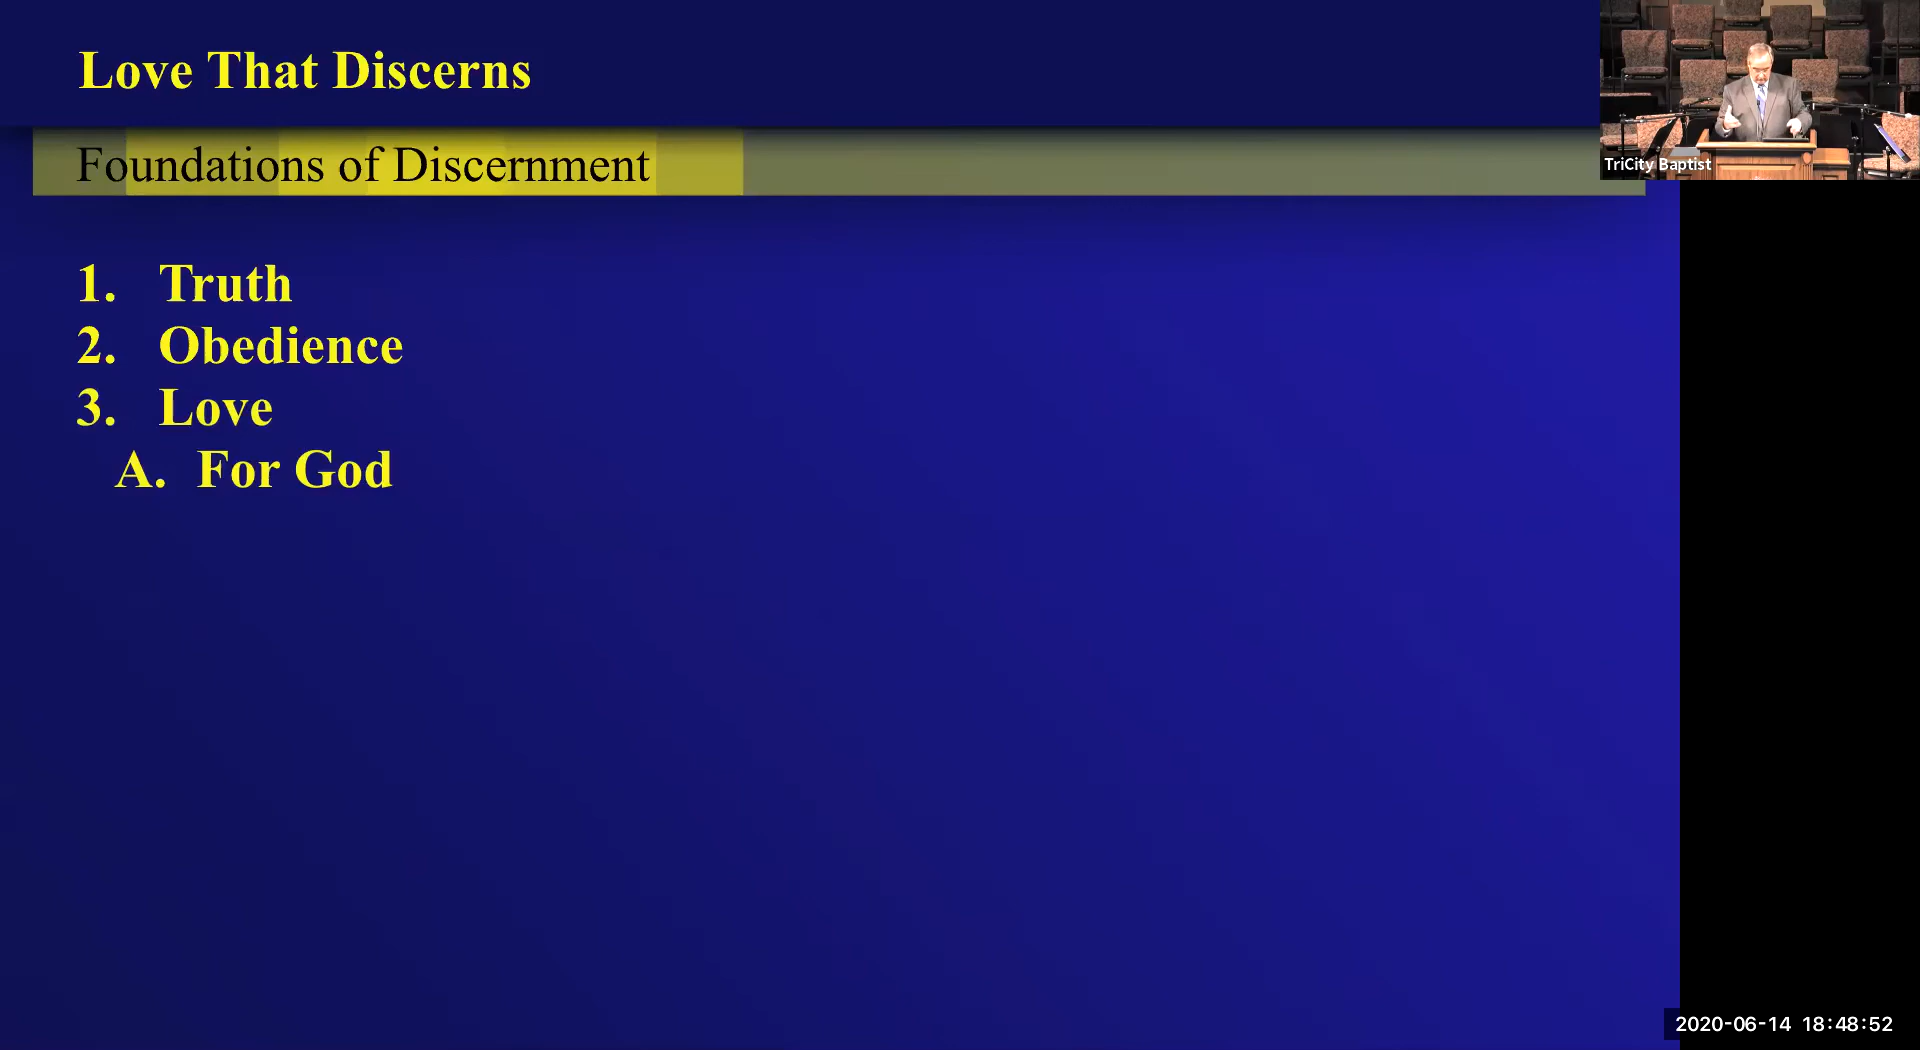 Love That Discerns
Foundations of Discernment
TriCity Baptist
1. Truth
2. Obedience
3. Love
A. For God
2020-06-14 18:48:52